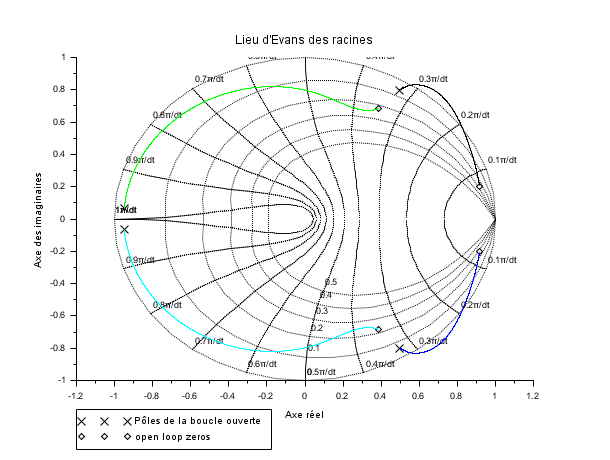 Lieu d'Evans des racines
1
0.8
0.6
0.4
0.2
0
-0.2
-0.4
-0.6
-0.8
-1
Axe des imaginaires
0.7π/dt
0.3π/dt
0.8π/dt
0.2π/dt
0.9π/dt
0.1π/dt
0.9π/dt
0.1π/dt
0.8π/dt
0.2π/dt
0.7π/dt
0.3π/dt
0.6π/dt
0.5π/dt
0.4π/dt
0.5
0.4
0.3
0.2
0.1
-1.2 -1 -0.8 -0.6 -0.4 -0.2 0 0.2 0.4 0.6 0.8 1 1.2
Axe réel
Pôles de la boucle ouverte
open loop zeros